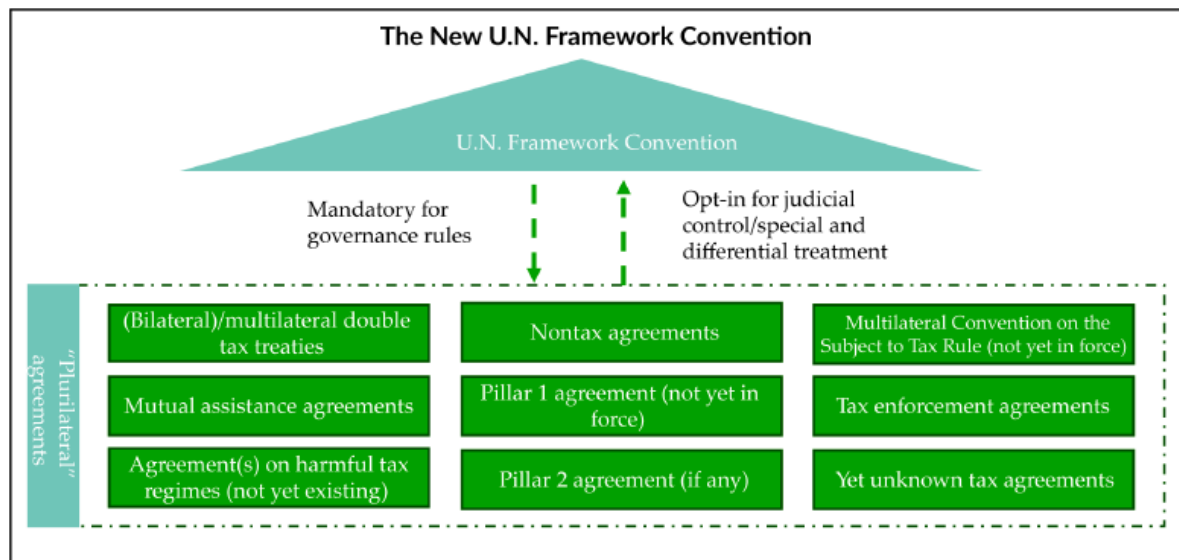 The New U.N. Framework Convention
U.N. Framework Convention
Mandatory for
governance rules
Opt-in for judicial
control/special and
differential treatment
“Plurilateral”
agreements
(Bilateral)/multilateral double
tax treaties
Nontax agreements
Multilateral Convention on the
Subject to Tax Rule (not yet in force)
Mutual assistance agreements
Pillar 1 agreement (not yet in
force)
Tax enforcement agreements
Agreement(s) on harmful tax
regimes (not yet existing)
Pillar 2 agreement (if any)
Yet unknown tax agreements